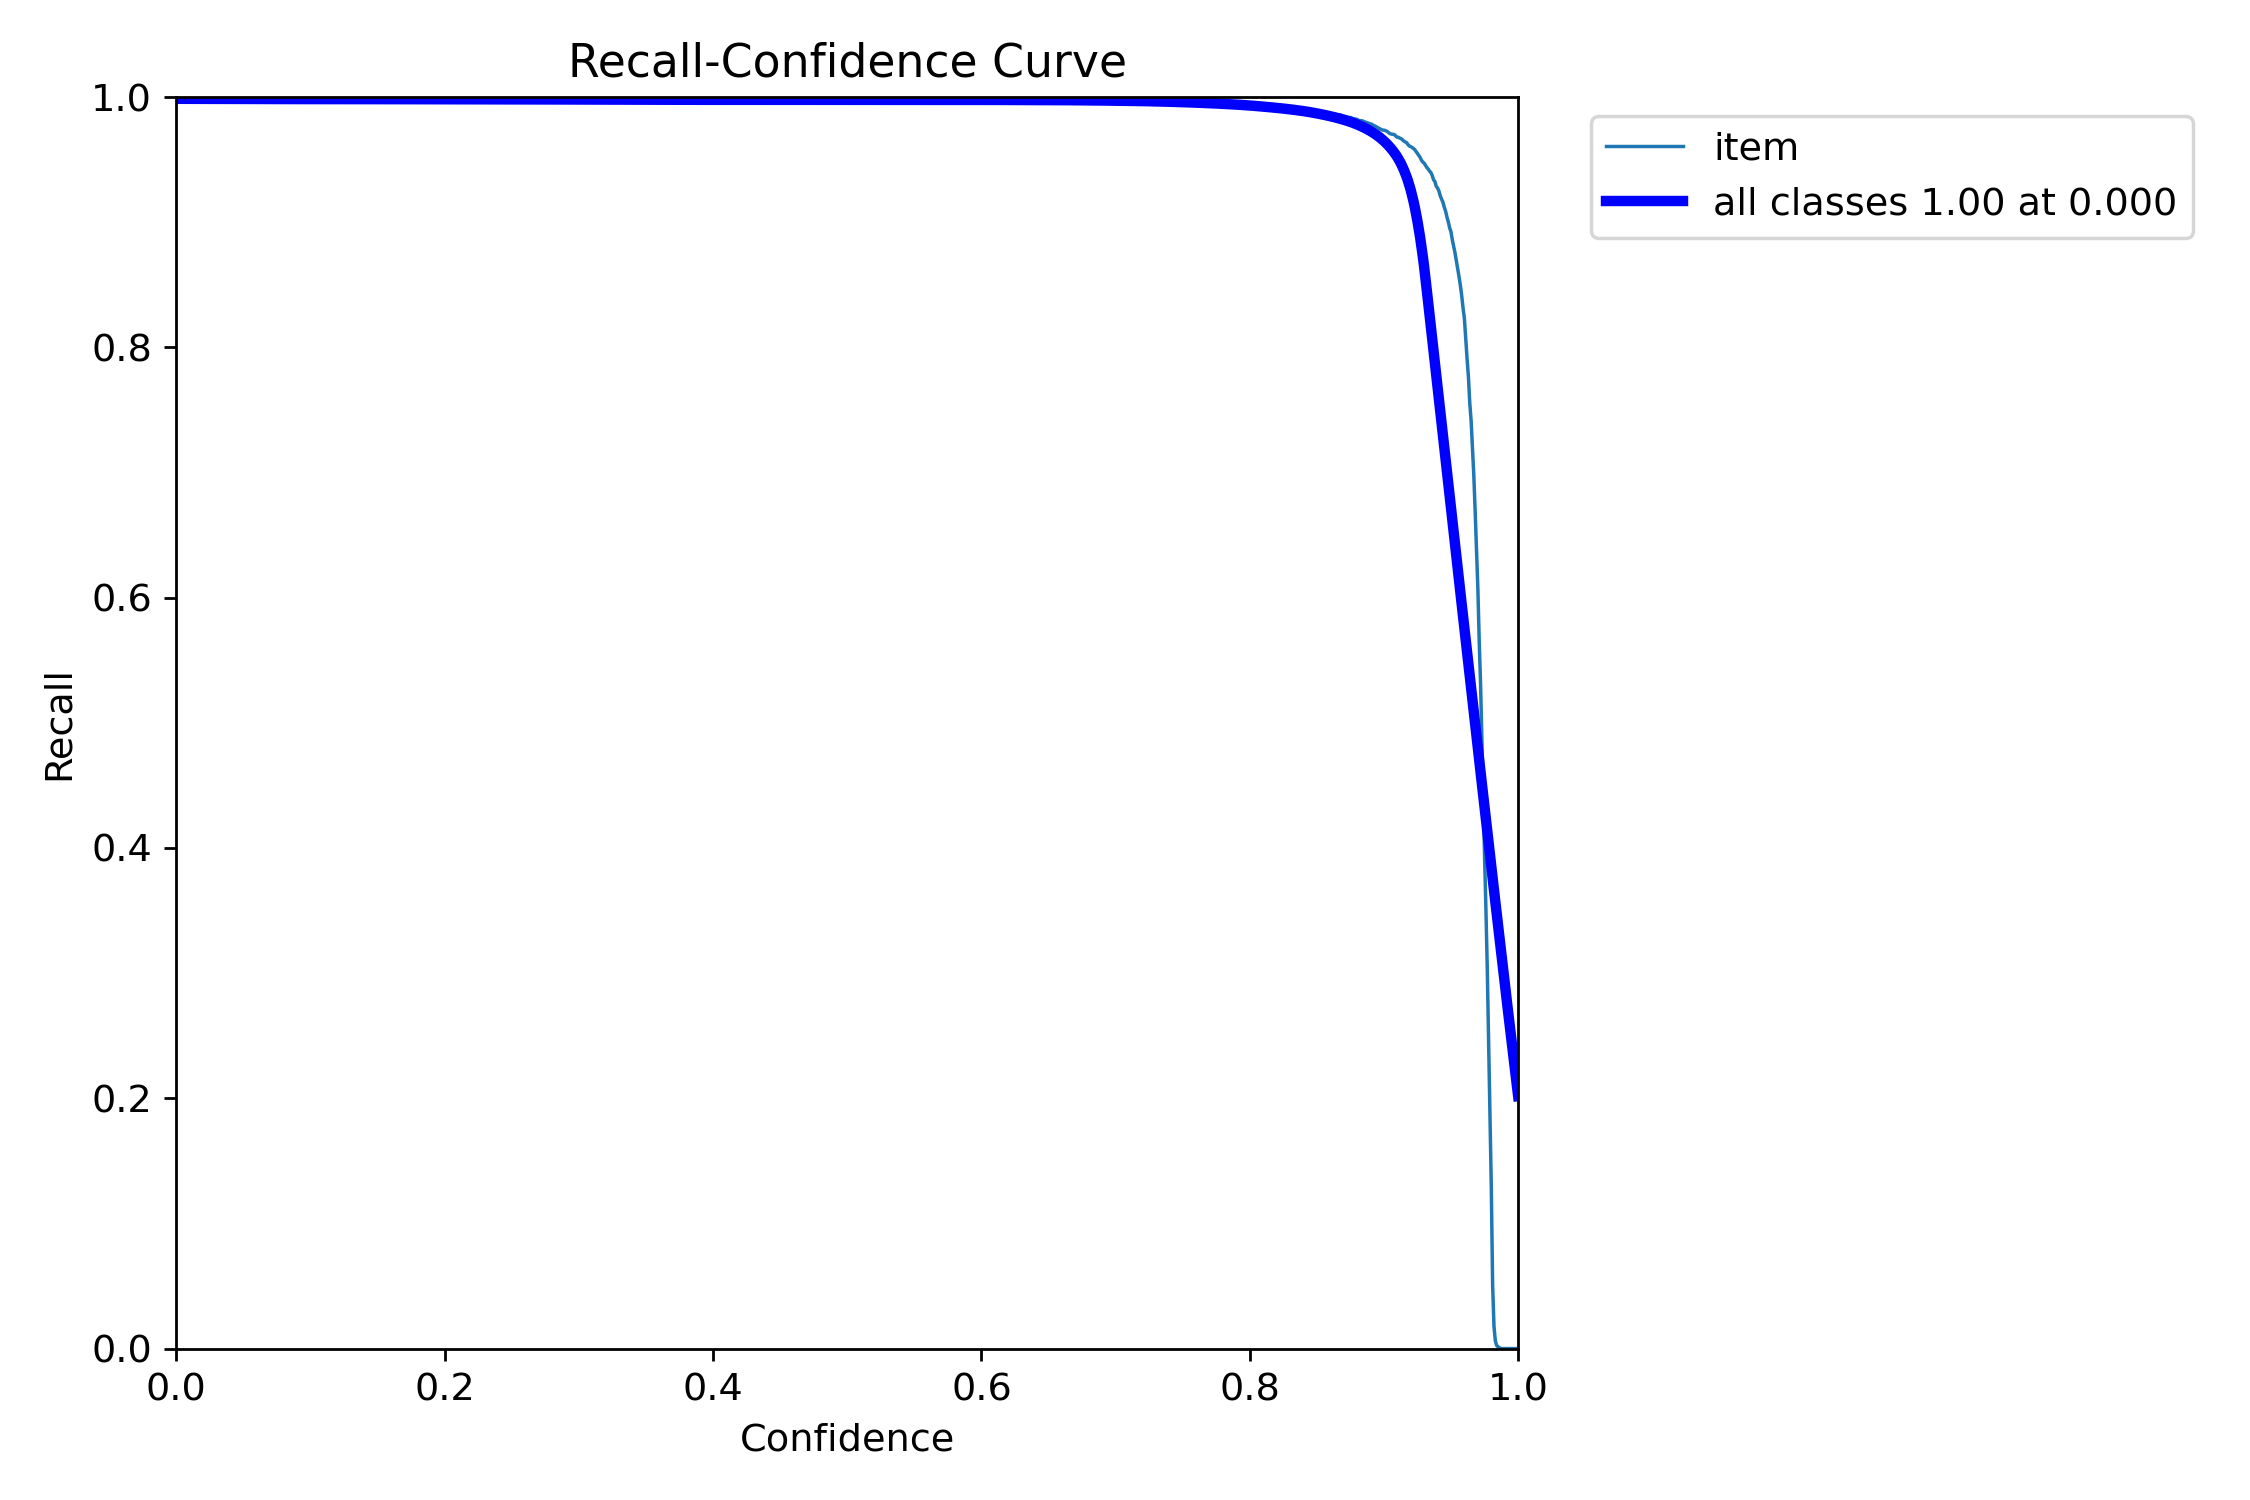 Recall-Confidence Curve
1.0
0.8
0.6
0.4
0.2
0.0
Recall
0.0 0.2 0.4 0.6 0.8 1.0
Confidence
item
all classes 1.00 at 0.000